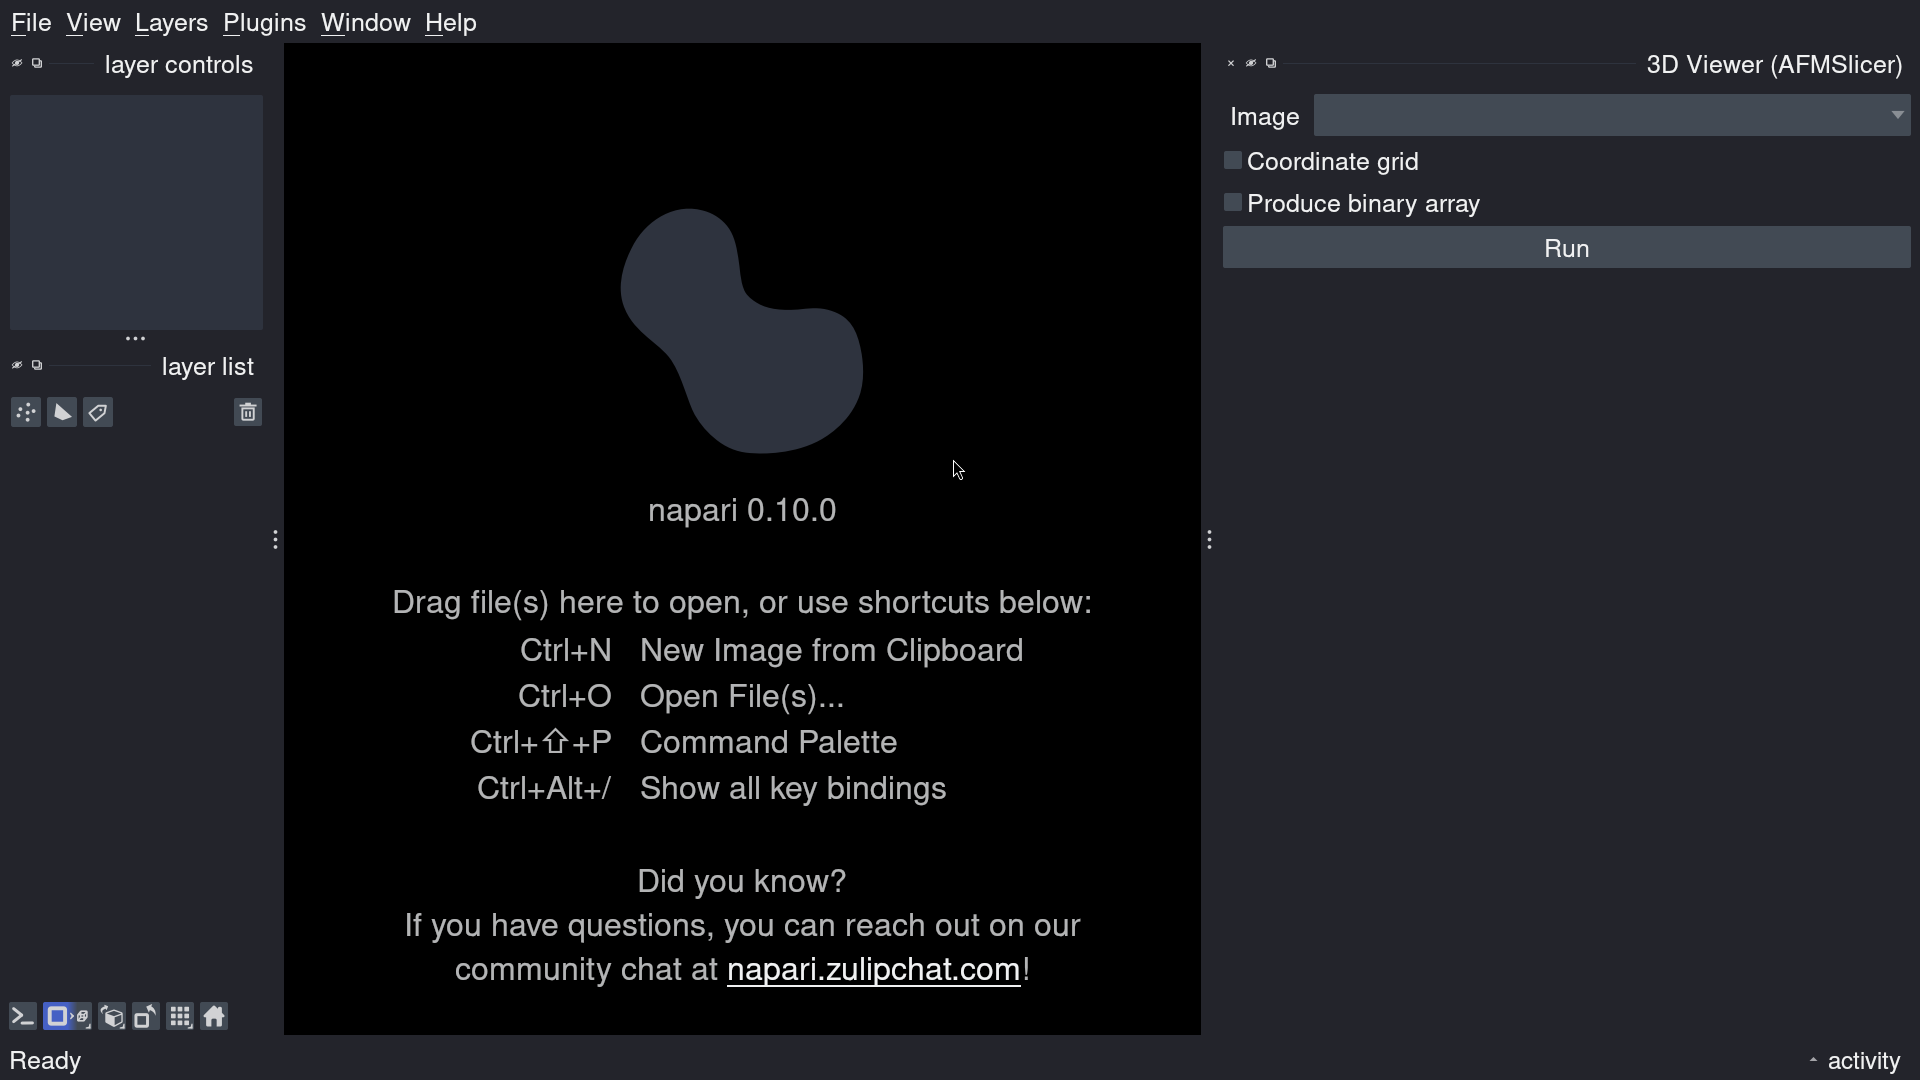 File View Layers Plugins Window Help
layer controls
layer list
napari 0.10.0
Drag file(s) here to open, or use shortcuts below:
Ctrl+N New Image from Clipboard
Ctrl+O Open File(s)...
Ctrl+⇧+P Command Palette
Ctrl+Alt+/ Show all key bindings
Did you know?
If you have questions, you can reach out on our
community chat at napari.zulipchat.com!
3D Viewer (AFMSlicer)
Image
Coordinate grid
Produce binary array
Run
Ready
activity